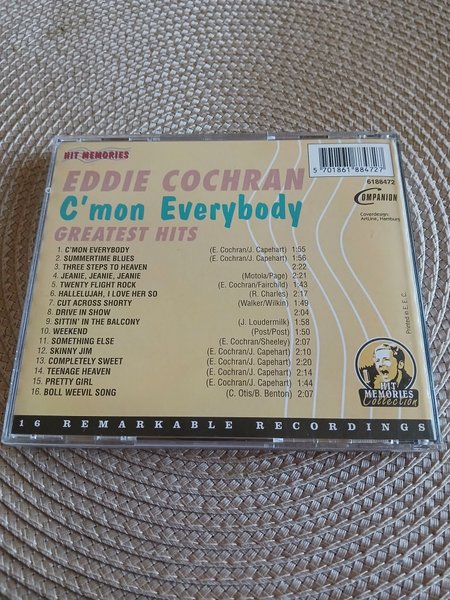 HIT MEMORIES
5 701861 884727
6188472
COMPANION
Coverdesign:
ArtLine, Hamburg
EDDIE COCHRAN
C'mon Everybody
GREATEST HITS
1. C'MON EVERYBODY (E. Cochran/J. Capehart) 1:55
2. SUMMERTIME BLUES (E. Cochran/J. Capehart) 1:56
3. THREE STEPS TO HEAVEN 2:22
4. JEANIE, JEANIE, JEANIE (Motola/Page) 2:21
5. TWENTY FLIGHT ROCK (E. Cochran/Fairchild) 1:43
6. HALLELUJAH, I LOVE HER SO (R. Charles) 2:17
7. CUT ACROSS SHORTY (Walker/Wilkin) 1:49
8. DRIVE IN SHOW 2:04
9. SITTIN' IN THE BALCONY (J. Loudermilk) 1:58
10. WEEKEND (Post/Post) 1:50
11. SOMETHING ELSE (E. Cochran/Sheeley) 2:07
12. SKINNY JIM (E. Cochran/J. Capehart) 2:10
13. COMPLETELY SWEET (E. Cochran/J. Capehart) 2:20
14. TEENAGE HEAVEN (E. Cochran/J. Capehart) 2:14
15. PRETTY GIRL (E. Cochran/J. Capehart) 1:44
16. BOLL WEEVIL SONG (C. Otis/B. Benton) 2:07
Printed in E. E. C.
HIT
MEMORIES
Collection
16 REMARKABLE RECORDINGS